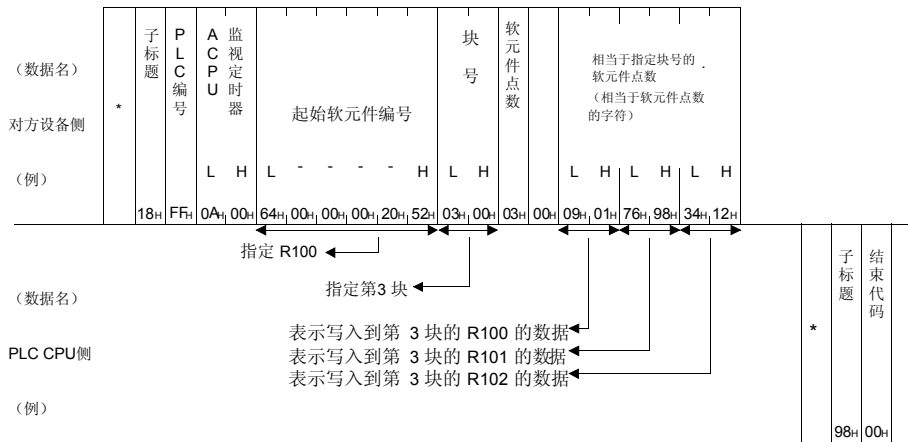 （数据名）
对方设备侧
（例）
*
子标题
PLC编号
ACPU 监视定时器
起始软元件编号
块号
软元件点数
相当于指定块号的.
软元件点数
（相当于软元件点数
的字符）
L H L - - - - H L H L H L H L H
18H FFH 0AH 00H 64H 00H 00H 00H 20H 52H 03H 00H 03H 00H 09H 01H 76H 98H 34H 12H
指定 R100
指定第3 块
表示写入到第 3 块的 R100 的数据
表示写入到第 3 块的 R101 的数据
表示写入到第 3 块的 R102 的数据
（数据名）
PLC CPU侧
（例）
*
子标题
结束代码
98H 00H